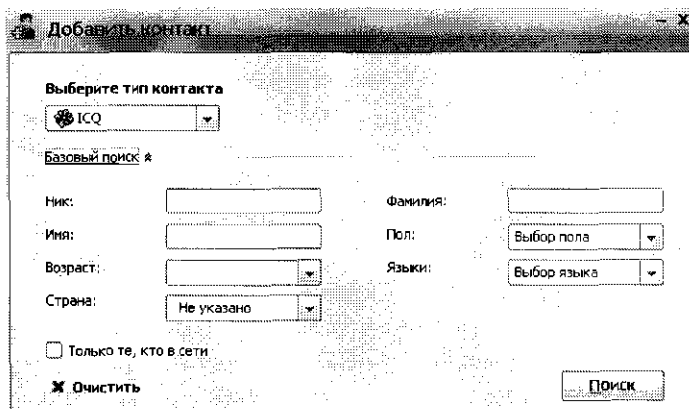 Добавить контакт
Выберите тип контакта
ICQ
Базовый поиск
Ник:
Фамилия:
Имя:
Пол: Выбор пола
Возраст:
Языки: Выбор языка
Страна: Не указано
Только те, кто в сети
Очистить
Поиск